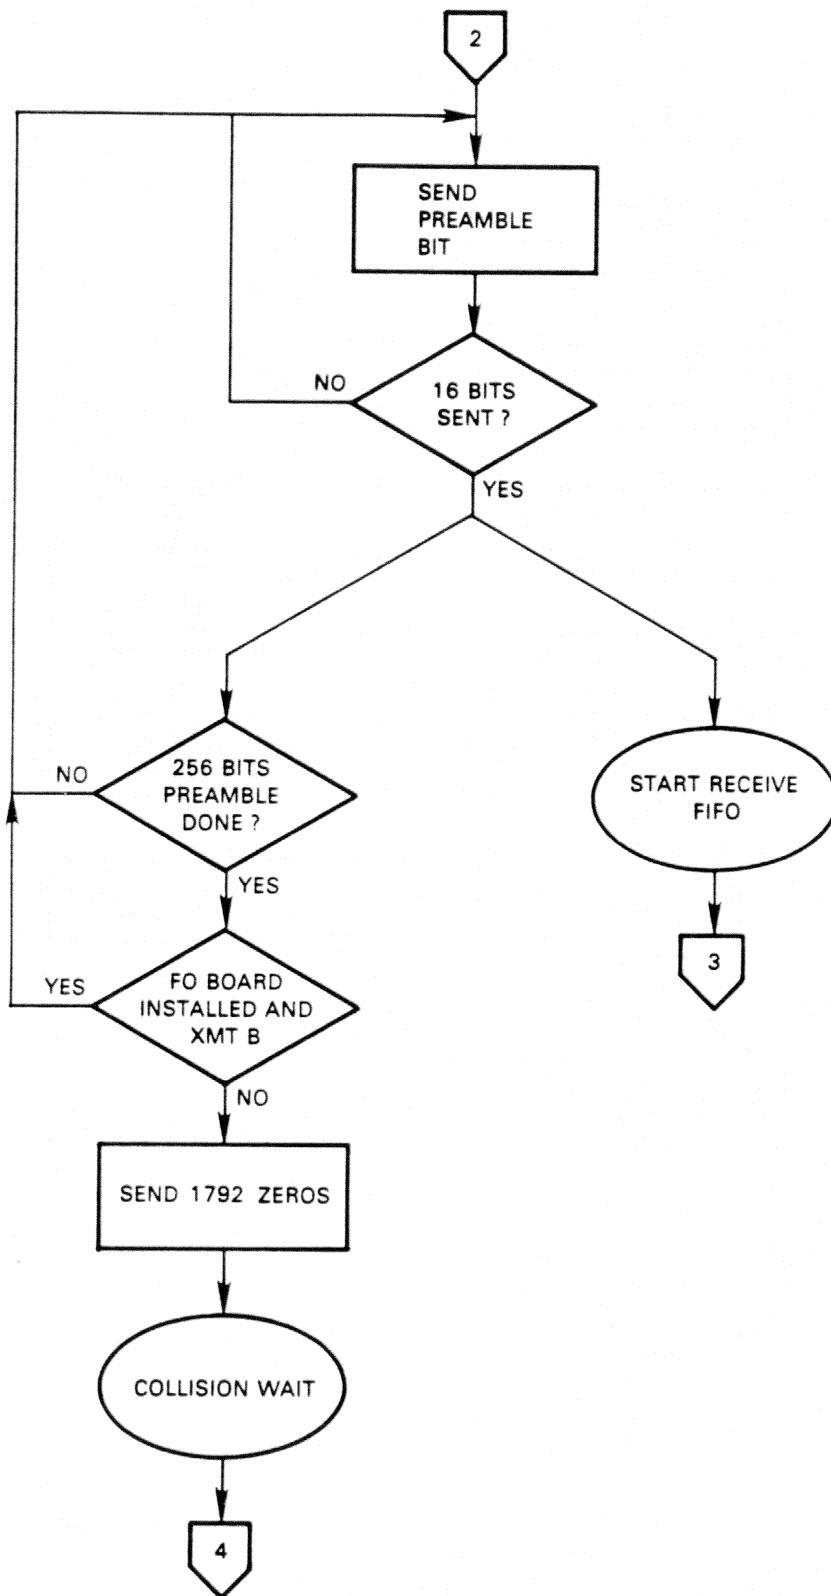 2
SEND
PREAMBLE
BIT
NO
16 BITS
SENT ?
YES
NO
256 BITS
PREAMBLE
DONE ?
YES
START RECEIVE
FIFO
3
YES
FO BOARD
INSTALLED AND
XMT B
NO
SEND 1792 ZEROS
COLLISION WAIT
4